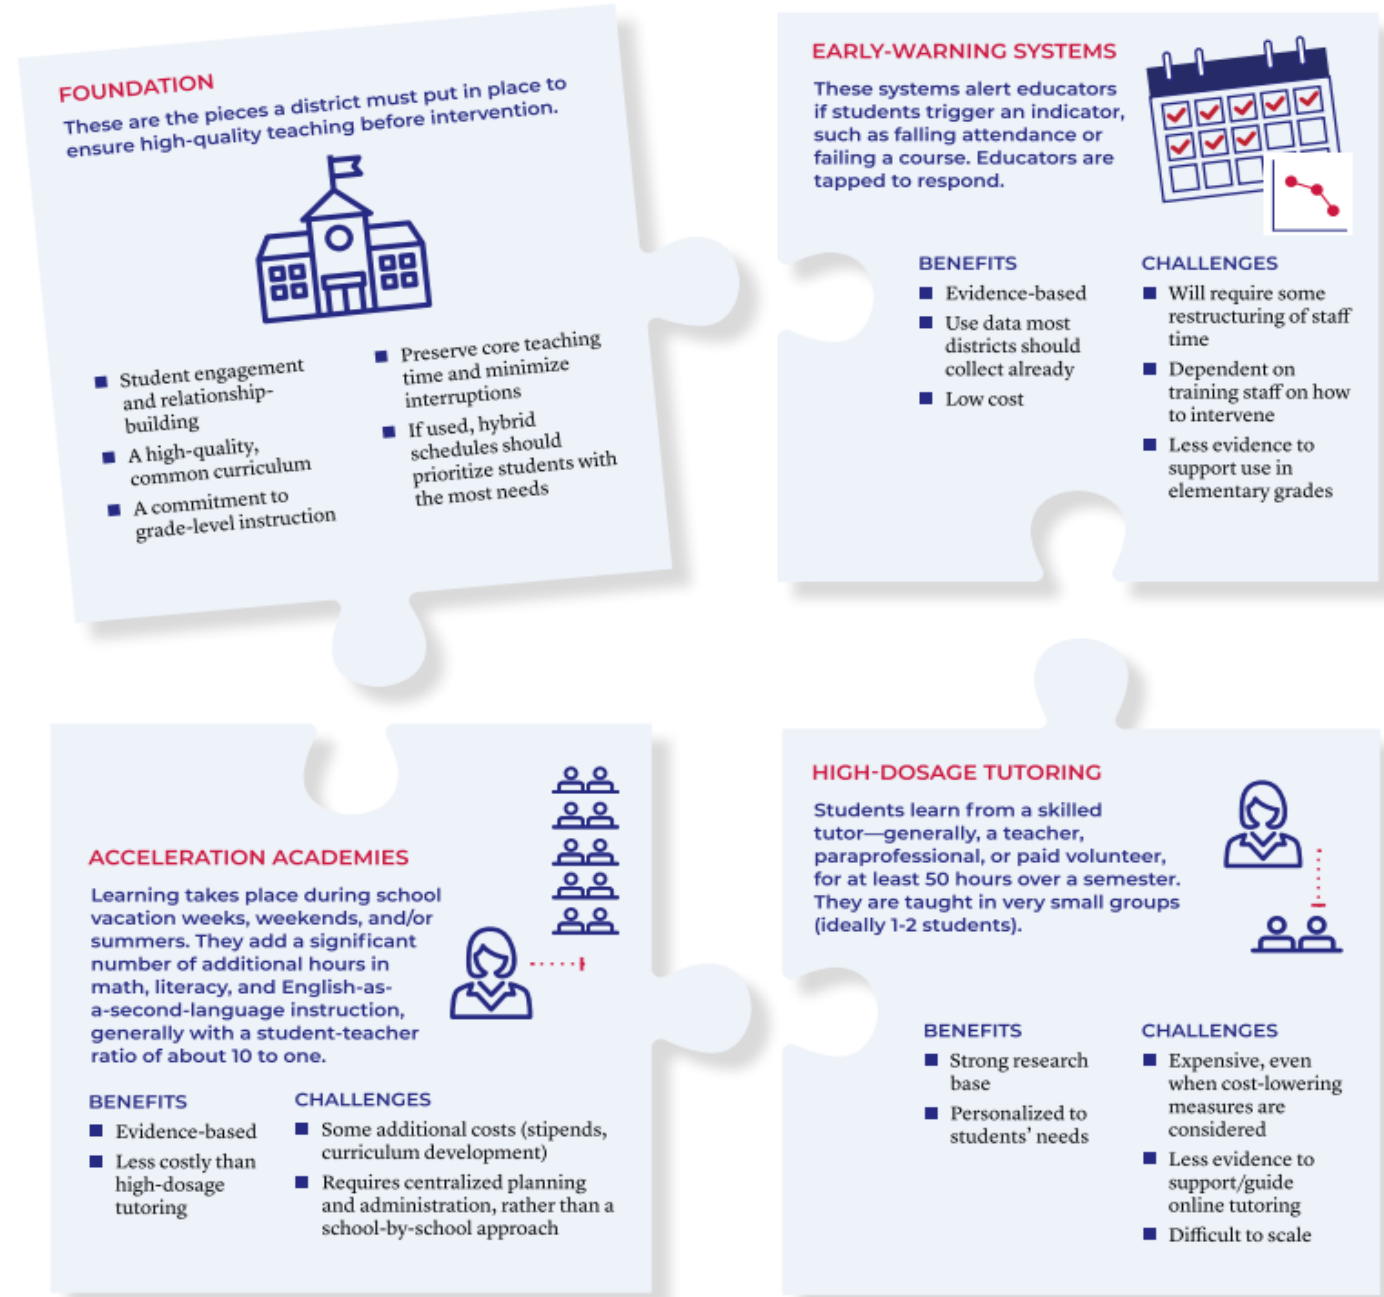 FOUNDATION
These are the pieces a district must put in place to
ensure high-quality teaching before intervention.
Student engagement
and relationship-
building
A high-quality,
common curriculum
A commitment to
grade-level instruction
Preserve core teaching
time and minimize
interruptions
If used, hybrid
schedules should
prioritize students with
the most needs
EARLY-WARNING SYSTEMS
These systems alert educators
if students trigger an indicator,
such as falling attendance or
failing a course. Educators are
tapped to respond.
BENEFITS
Evidence-based
Use data most
districts should
collect already
Low cost
CHALLENGES
Will require some
restructuring of staff
time
Dependent on
training staff on how
to intervene
Less evidence to
support use in
elementary grades
ACCELERATION ACADEMIES
Learning takes place during school
vacation weeks, weekends, and/or
summers. They add a significant
number of additional hours in
math, literacy, and English-as-
a-second-language instruction,
generally with a student-teacher
ratio of about 10 to one.
BENEFITS
Evidence-based
Less costly than
high-dosage
tutoring
CHALLENGES
Some additional costs (stipends,
curriculum development)
Requires centralized planning
and administration, rather than a
school-by-school approach
HIGH-DOSAGE TUTORING
Students learn from a skilled
tutor—generally, a teacher,
paraprofessional, or paid volunteer,
for at least 50 hours over a semester.
They are taught in very small groups
(ideally 1-2 students).
BENEFITS
Strong research
base
Personalized to
students' needs
CHALLENGES
Expensive, even
when cost-lowering
measures are
considered
Less evidence to
support/guide
online tutoring
Difficult to scale